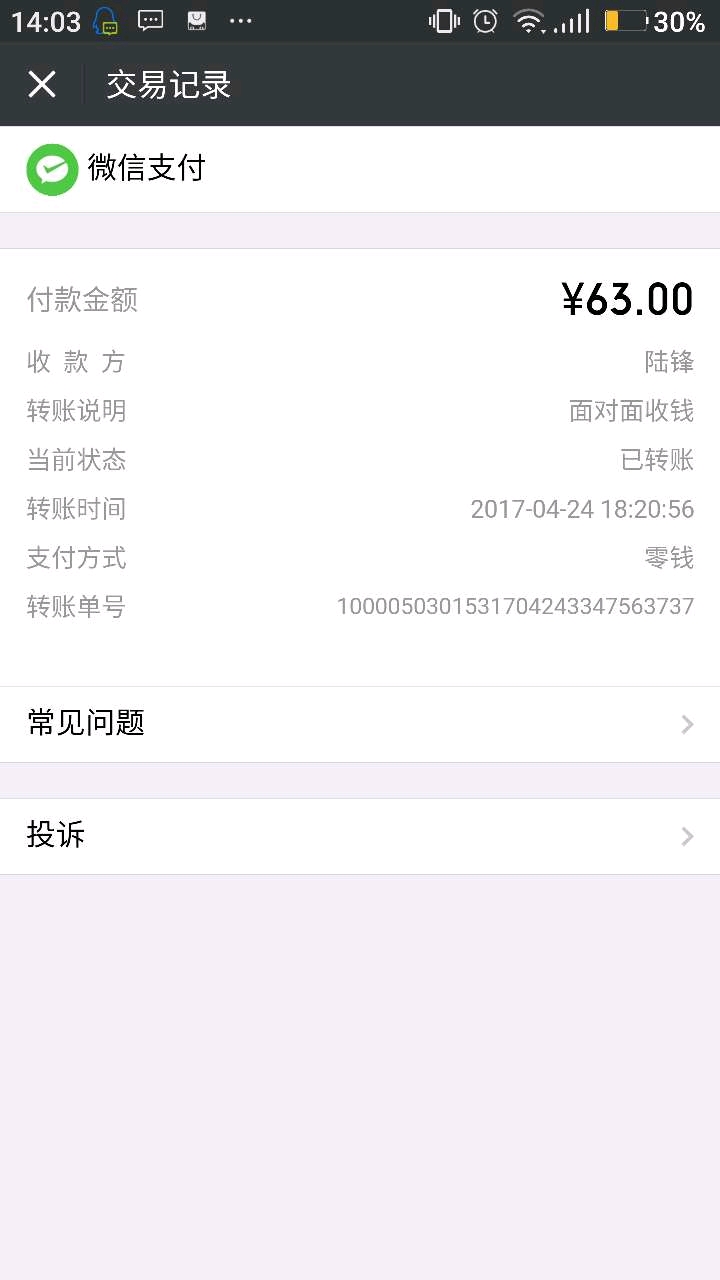 14:03 30%
交易记录
微信支付
付款金额 ¥63.00
收款方 陆锋
转账说明 面对面收钱
当前状态 已转账
转账时间 2017-04-24 18:20:56
支付方式 零钱
转账单号 1000050301531704243347563737
常见问题
投诉